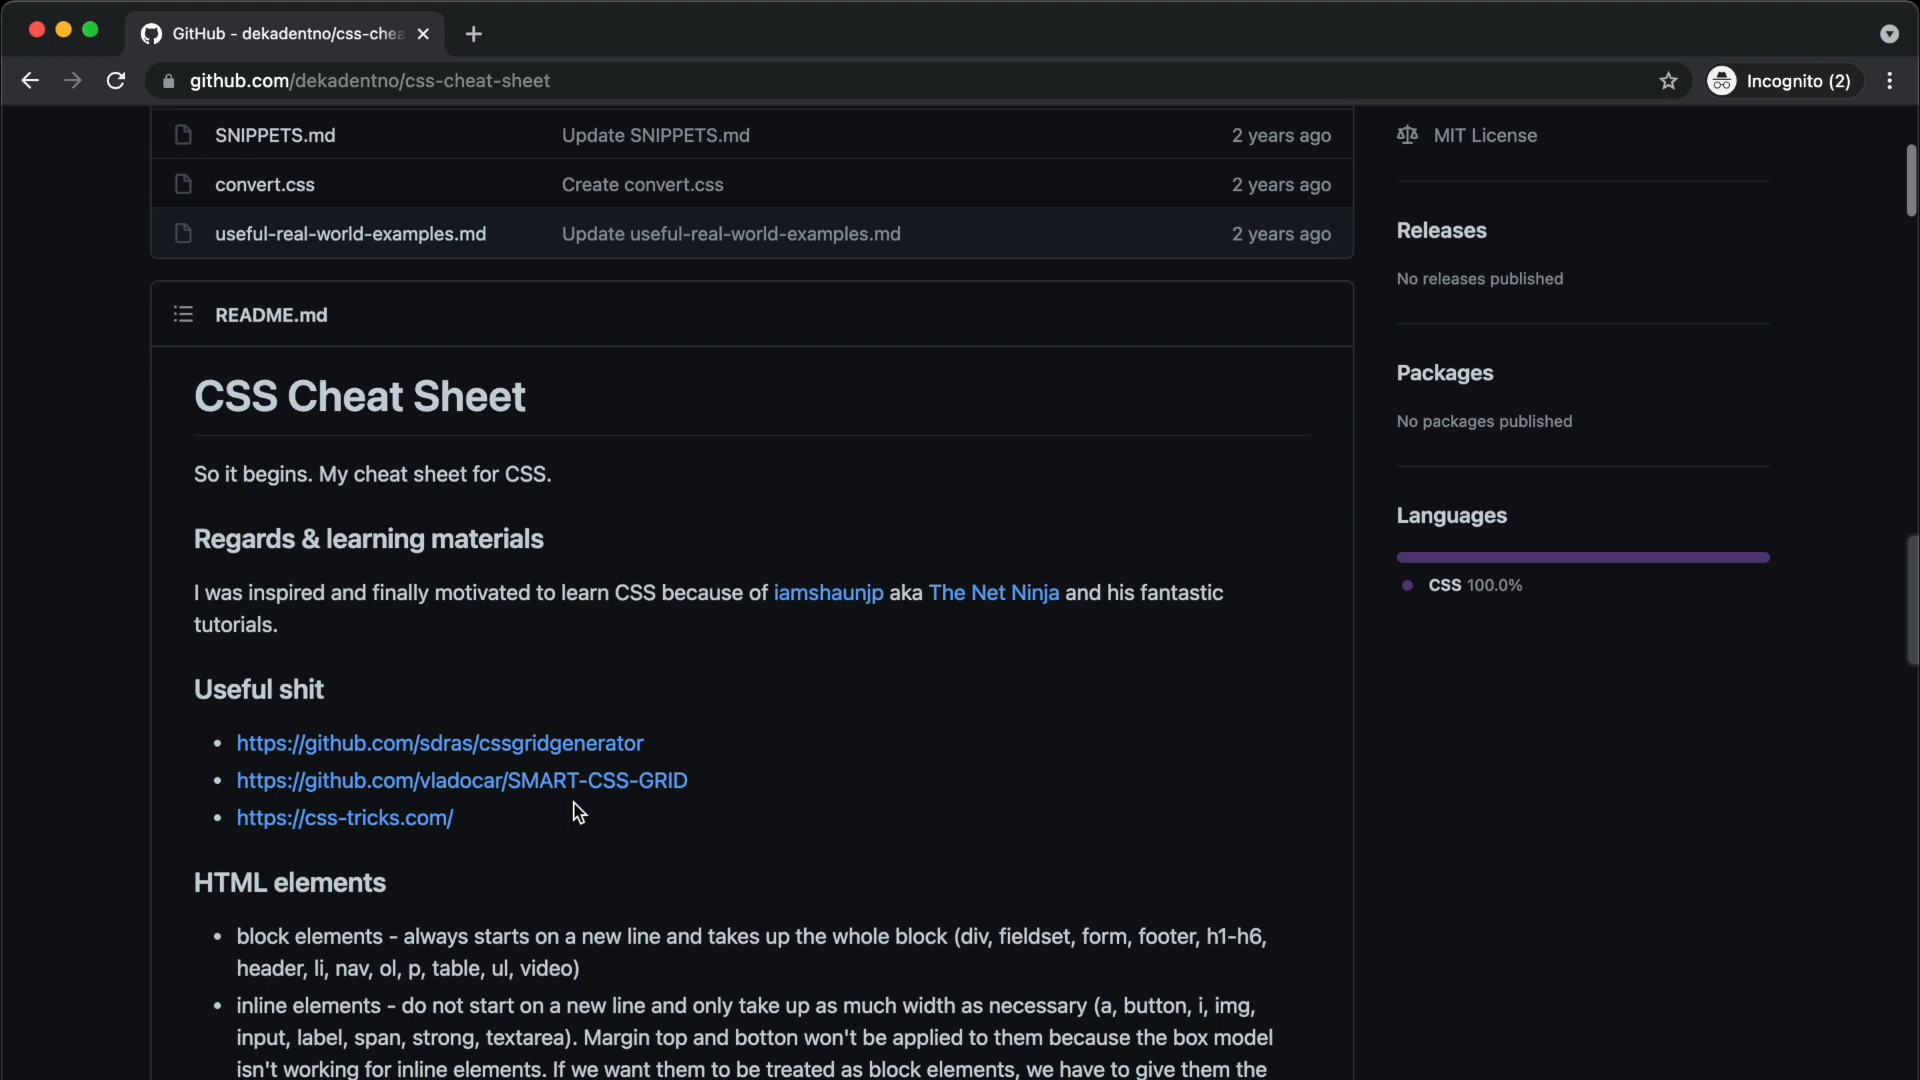 GitHub - dekadentno/css-chea
github.com/dekadentno/css-cheat-sheet
Incognito (2)
SNIPPETS.md Update SNIPPETS.md 2 years ago
convert.css Create convert.css 2 years ago
useful-real-world-examples.md Update useful-real-world-examples.md 2 years ago
README.md
CSS Cheat Sheet
So it begins. My cheat sheet for CSS.
Regards & learning materials
I was inspired and finally motivated to learn CSS because of iamshaunjp aka The Net Ninja and his fantastic
tutorials.
Useful shit
• https://github.com/sdras/cssgridgenerator
• https://github.com/vladocar/SMART-CSS-GRID
• https://css-tricks.com/
HTML elements
• block elements - always starts on a new line and takes up the whole block (div, fieldset, form, footer, h1-h6,
header, li, nav, ol, p, table, ul, video)
• inline elements - do not start on a new line and only take up as much width as necessary (a, button, i, img,
input, label, span, strong, textarea). Margin top and botton won't be applied to them because the box model
isn't working for inline elements. If we want them to be treated as block elements, we have to give them the
MIT License
Releases
No releases published
Packages
No packages published
Languages
CSS 100.0%